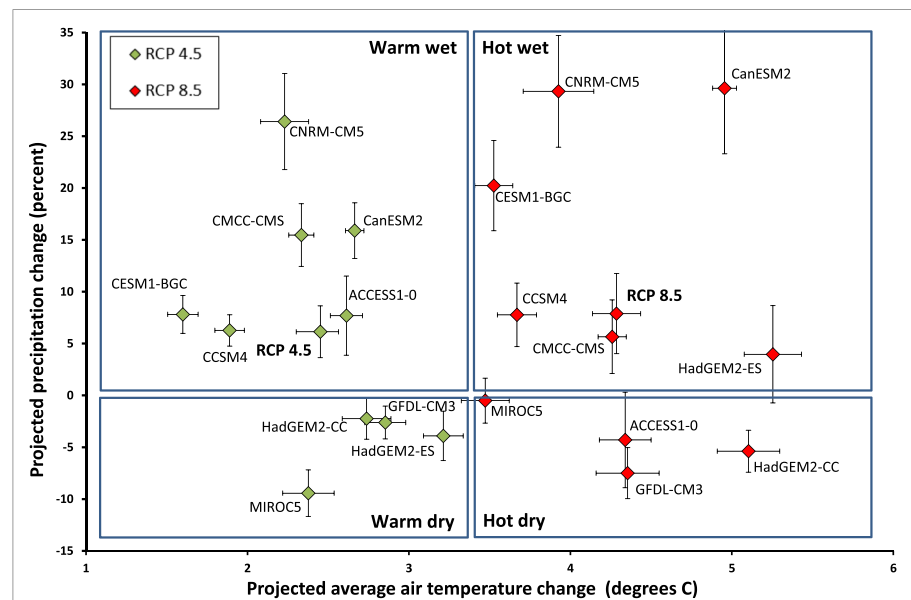 35
Warm wet
Hot wet
RCP 4.5
RCP 8.5
CNRM-CM5
CanESM2
30
CNRM-CM5
25
CESM1-BGC
20
CMCC-CMS
CanESM2
15
CESM1-BGC
ACCESS1-0
CCSM4
RCP 8.5
10
CCSM4
RCP 4.5
CMCC-CMS
HadGEM2-ES
5
0
GFDL-CM3
MIROC5
HadGEM2-CC
HadGEM2-ES
ACCESS1-0
HadGEM2-CC
-5
GFDL-CM3
MIROC5
-10
Warm dry
Hot dry
-15
1
2
3
4
5
6
Projected precipitation change (percent)
Projected average air temperature change (degrees C)